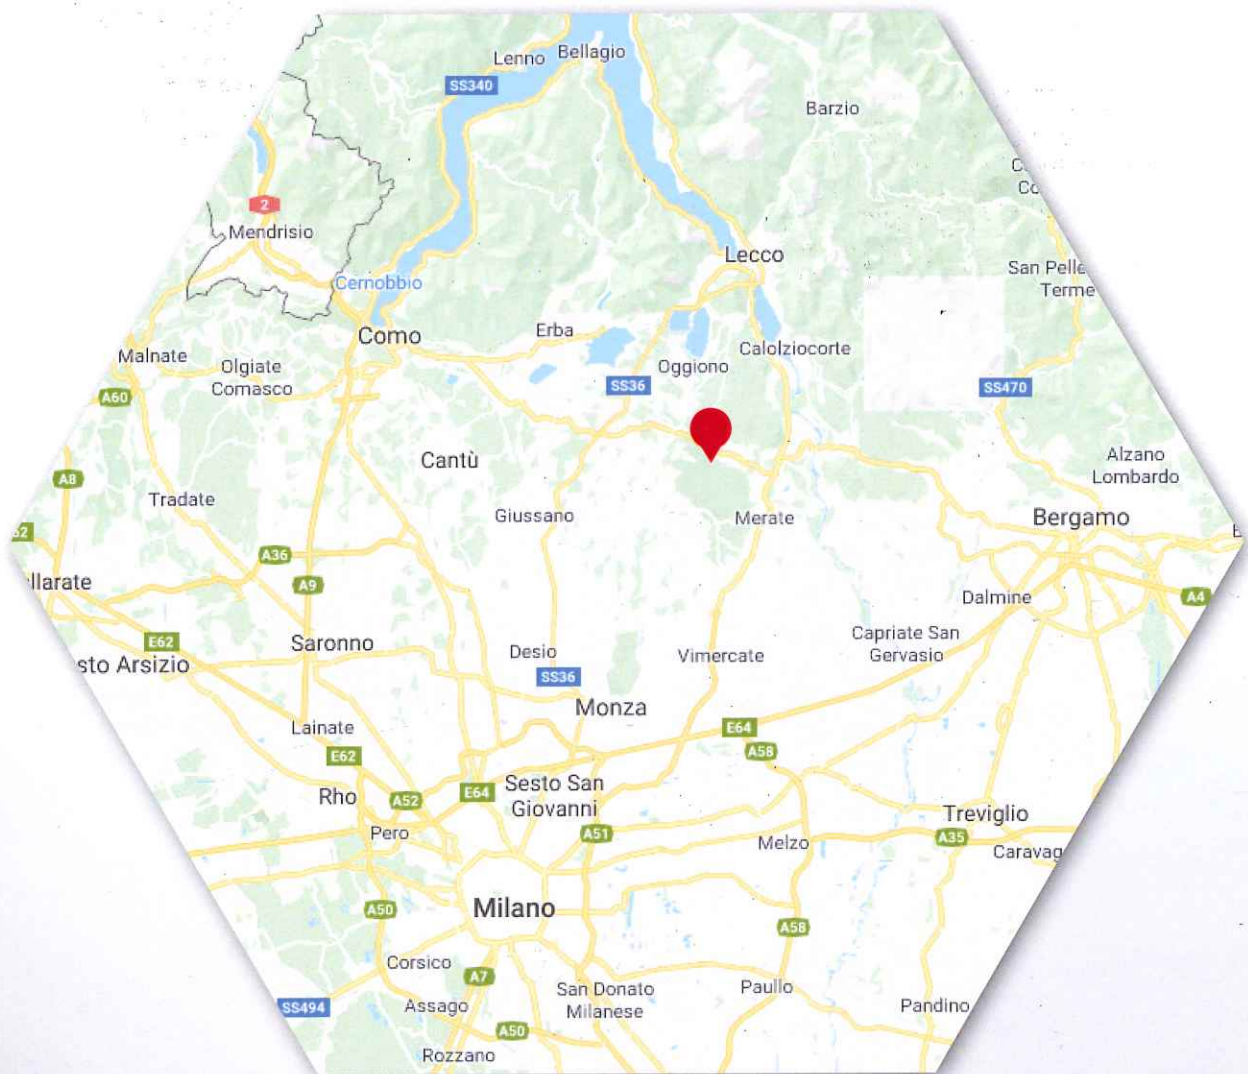 Lenno
Bellagio
SS340
Barzio
2
Mendrisio
Lecco
Cernobbio
San Pelle
Terme
Como
Erba
Calolziocorte
Malnate
Olgiate
Comasco
Oggiono
SS36
SS470
A60
Cantù
Alzano
Lombardo
A8
Tradate
Giussano
Merate
Bergamo
62
A36
A9
llarate
Dalmine
A4
E62
Saronno
Desio
Vimercate
Capriate San
Gervasio
sto Arsizio
SS36
Monza
Lainate
E64
A58
E62
Rho
A52
E64
Sesto San
Giovanni
Treviglio
Pero
A51
Melzo
A35
Caravag
A50
Milano
A58
Corsico
A7
San Donato
Milanese
Paullo
SS494
Assago
Pandino
A50
Rozzano